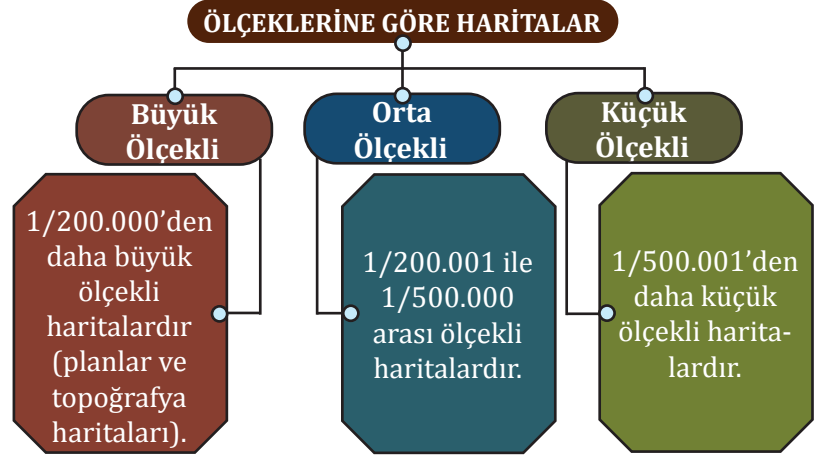 ÖLÇEKLERİNE GÖRE HARİTALAR
Büyük
Ölçekli
Orta
Ölçekli
Küçük
Ölçekli
1/200.000’den
daha büyük
ölçekli
haritalardır
(planlar ve
topoğrafya
haritaları).
1/200.001 ile
1/500.000
arası ölçekli
haritalardır.
1/500.001’den
daha küçük
ölçekli harita-
lardır.